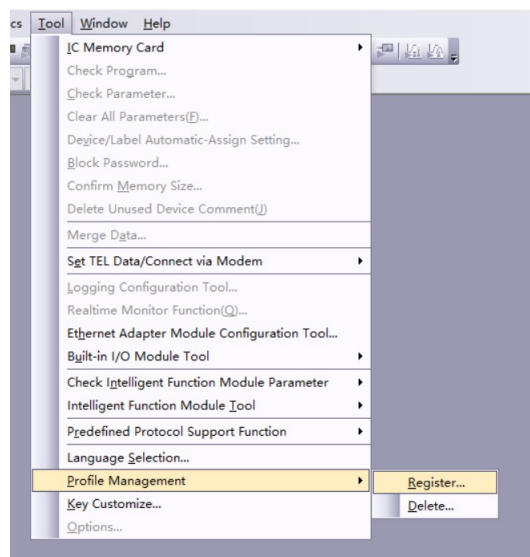 cs Tool Window Help
IC Memory Card
Check Program...
Check Parameter...
Clear All Parameters(F)...
Device/Label Automatic-Assign Setting...
Block Password...
Confirm Memory Size...
Delete Unused Device Comment(J)
Merge Data...
Set TEL Data/Connect via Modem
Logging Configuration Tool...
Realtime Monitor Function(Q)...
Ethernet Adapter Module Configuration Tool...
Built-in I/O Module Tool
Check Intelligent Function Module Parameter
Intelligent Function Module Tool
Predefined Protocol Support Function
Language Selection...
Profile Management
Register...
Key Customize...
Delete...
Options...